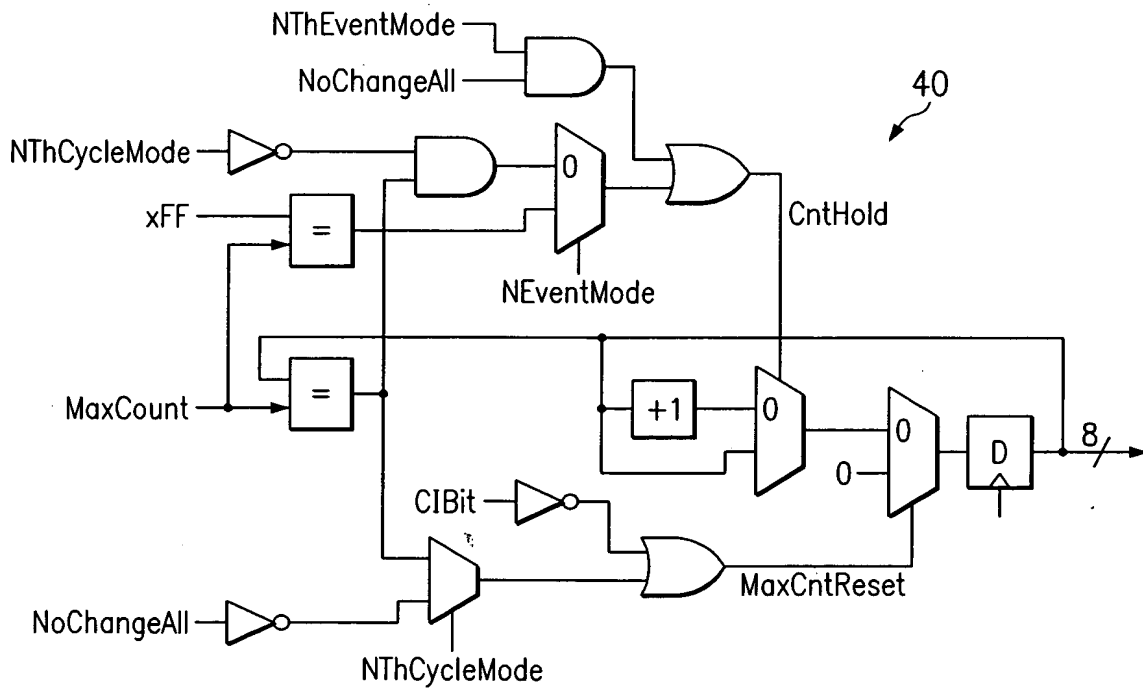 NThEventMode
NoChangeAll
40
NThCycleMode
0
xFF
=
CntHold
NEventMode
=
MaxCount
+1
0
0
8
D
0
CIBit
MaxCntReset
NoChangeAll
NThCycleMode